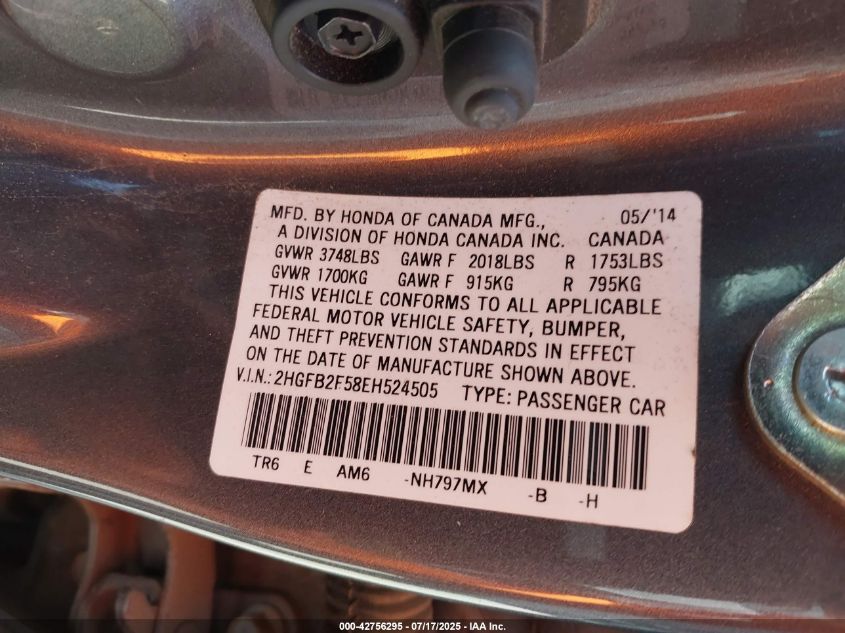 MFD. BY HONDA OF CANADA MFG., 05/'14
A DIVISION OF HONDA CANADA INC. CANADA
GVWR 3748LBS GAWR F 2018LBS R 1753LBS
GVWR 1700KG GAWR F 915KG R 795KG
THIS VEHICLE CONFORMS TO ALL APPLICABLE
FEDERAL MOTOR VEHICLE SAFETY, BUMPER,
AND THEFT PREVENTION STANDARDS IN EFFECT
ON THE DATE OF MANUFACTURE SHOWN ABOVE.
V.I.N.: 2HGFB2F58EH524505 TYPE: PASSENGER CAR
TR6 E AM6 -NH797MX -B -H
000-42756295 - 07/17/2025 - IAA Inc.